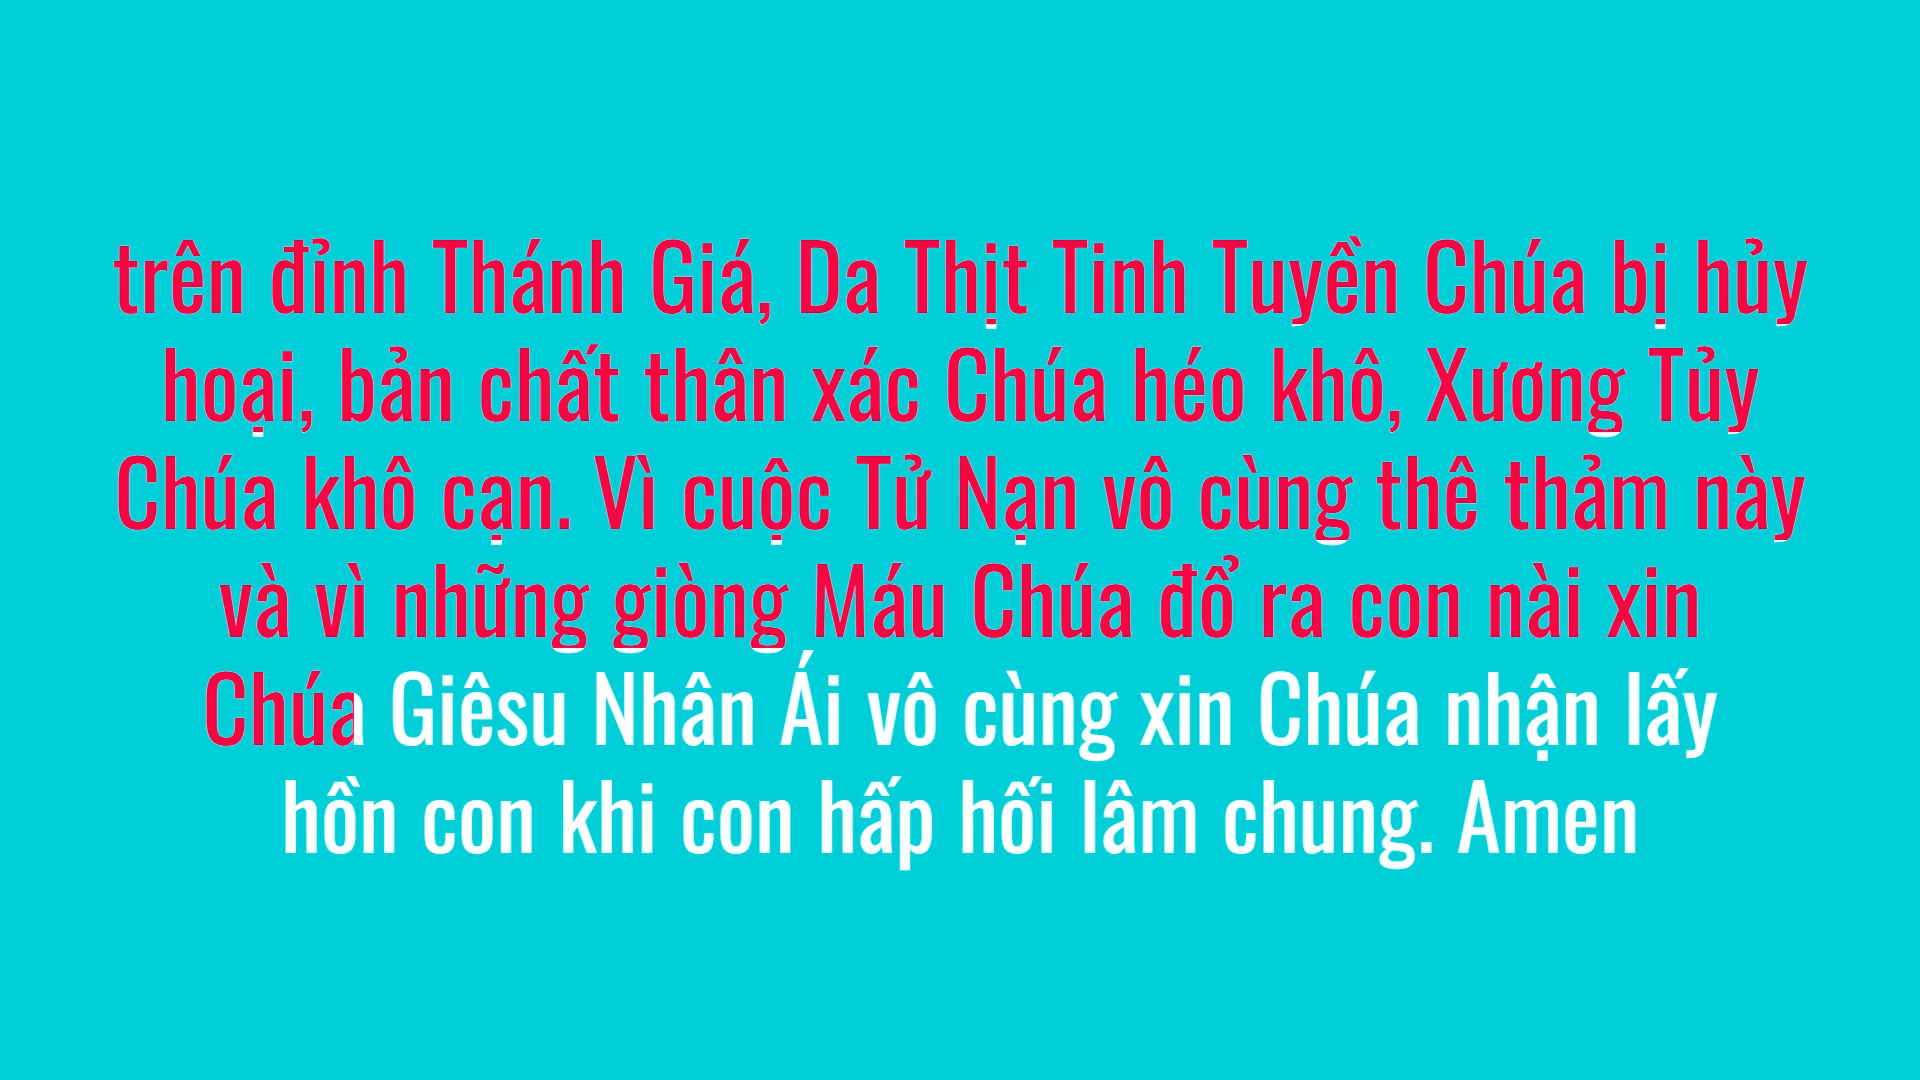 trên đỉnh Thánh Giá, Da Thịt Tinh Tuyền Chúa bị hủy
hoại, bản chất thân xác Chúa héo khô, Xương Tủy
Chúa khô cạn. Vì cuộc Tử Nạn vô cùng thê thảm này
và vì những giòng Máu Chúa đổ ra con nài xin
Chúa Giêsu Nhân Ái vô cùng xin Chúa nhận lấy
hồn con khi con hấp hối lâm chung. Amen